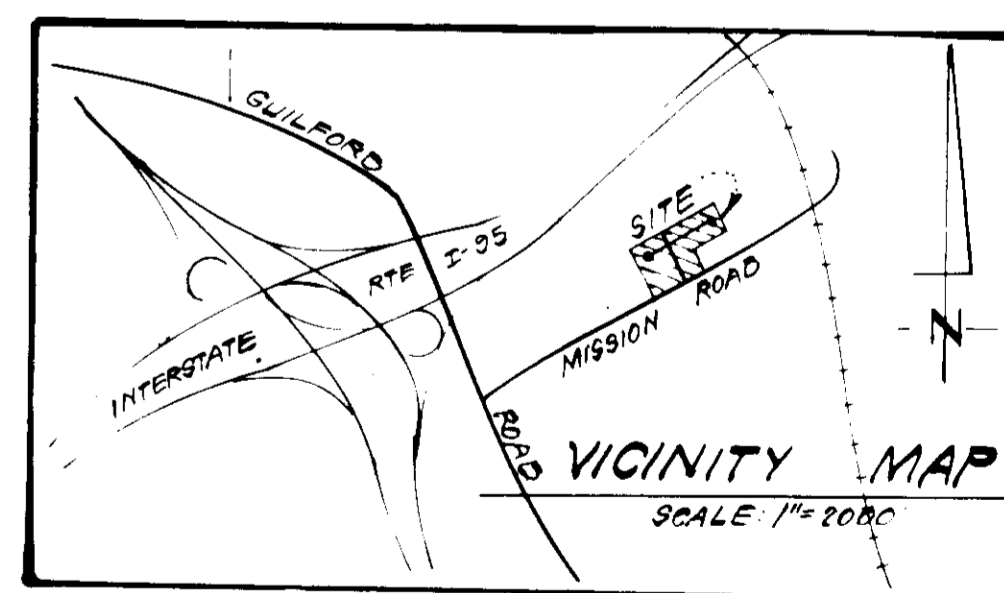 GUILFORD
SITE
RTE I-95
ROAD
MISSION
INTERSTATE
ROAD
N
VICINITY MAP
SCALE: 1"=2000'